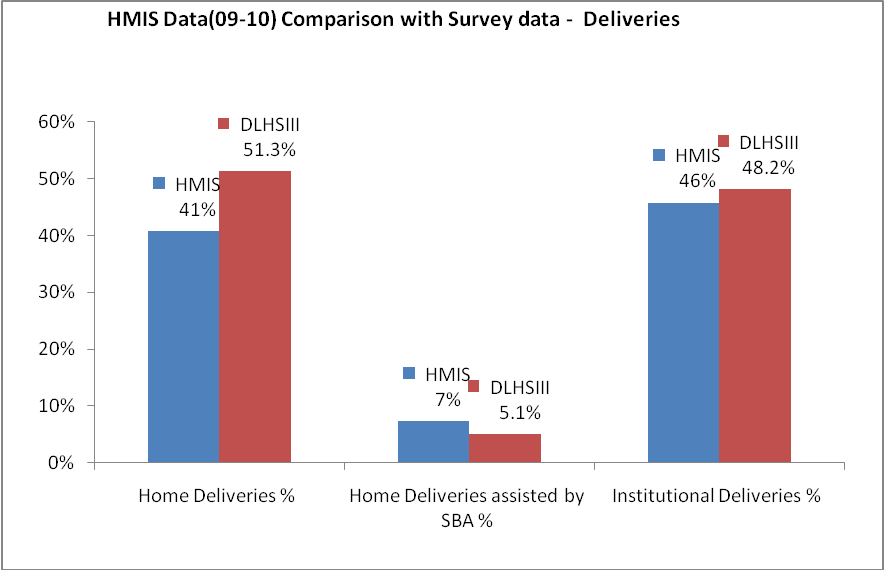 HMIS Data(09-10) Comparison with Survey data - Deliveries
60%
50%
40%
30%
20%
10%
0%
HMIS
41%
DLHSIII
51.3%
HMIS
7%
DLHSIII
5.1%
HMIS
46%
DLHSIII
48.2%
Home Deliveries %
Home Deliveries assisted by
SBA %
Institutional Deliveries %